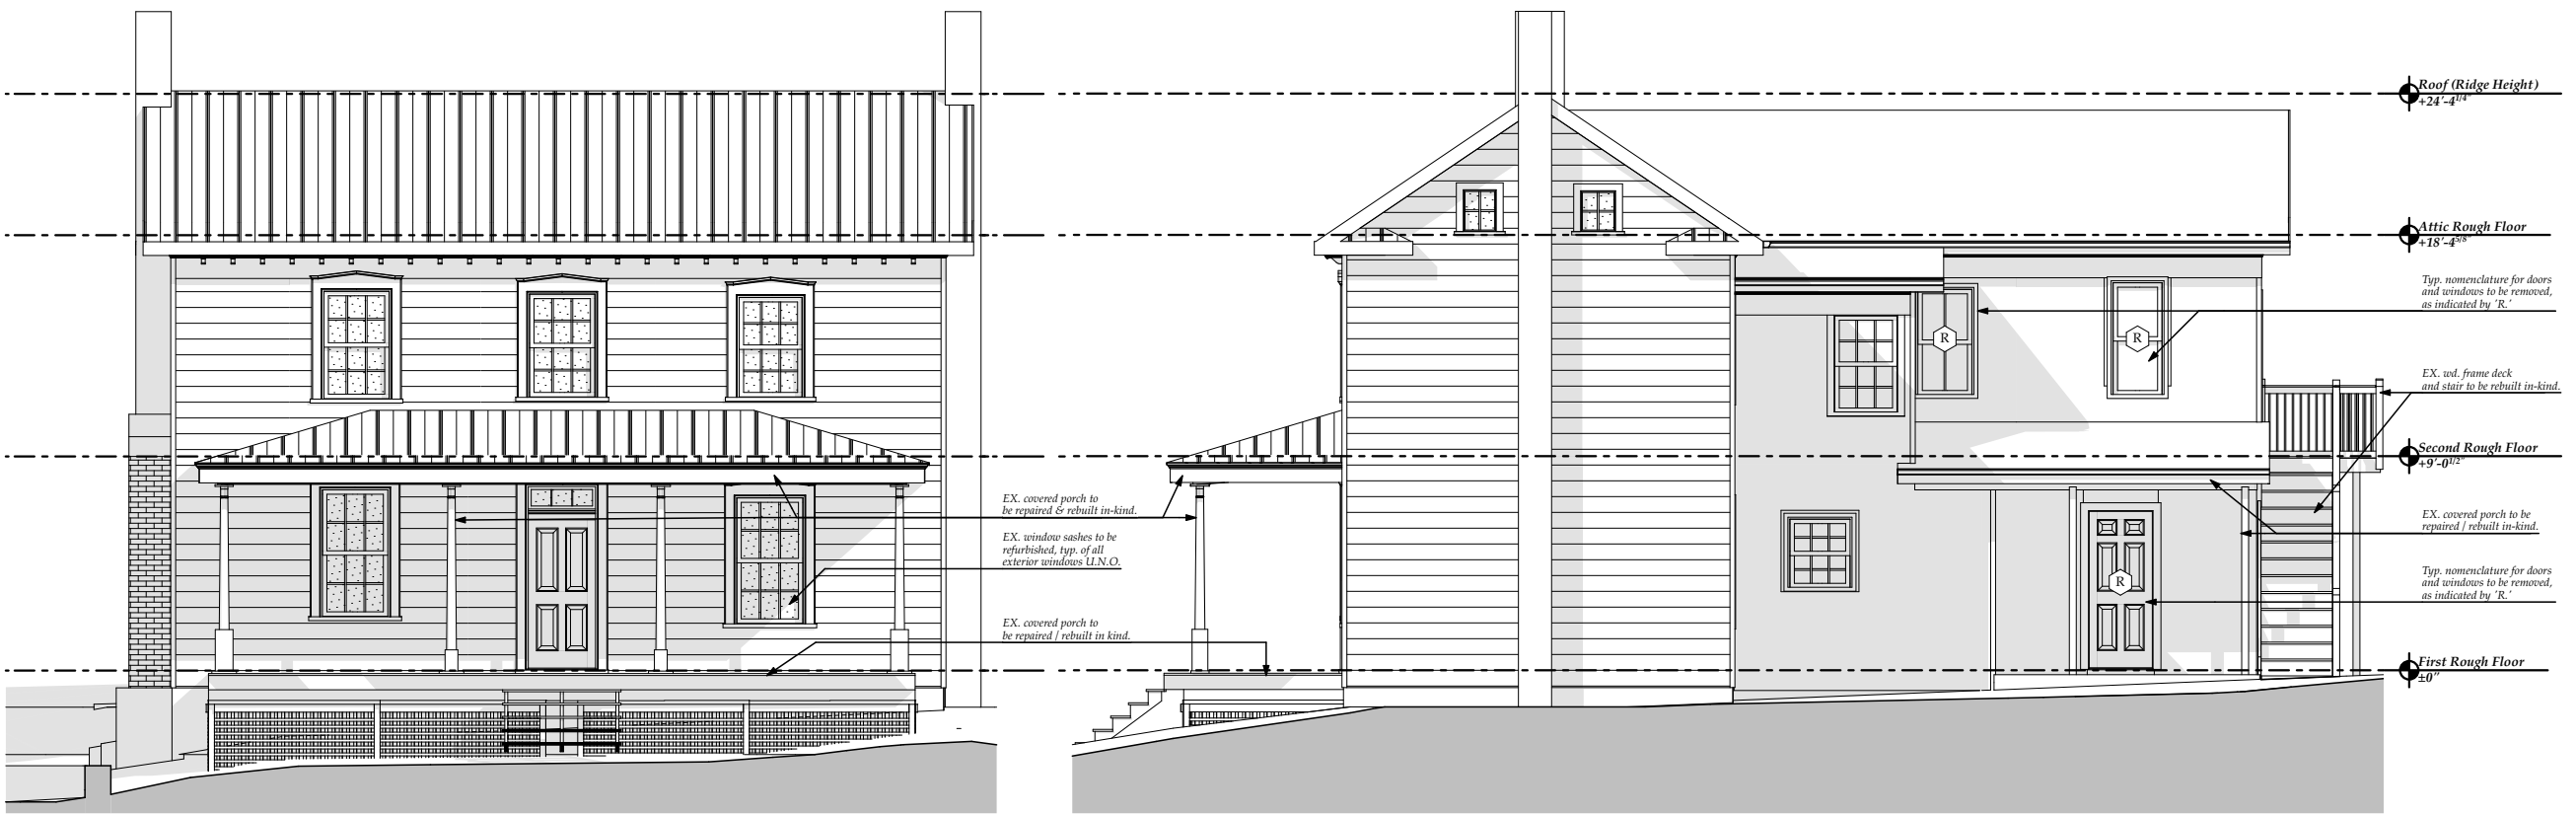 Roof (Ridge Height)
+24'-4 1/4"
Attic Rough Floor
+18'-4 5/8"
Typ. nomenclature for doors
and windows to be removed,
as indicated by 'R.'
R
R
EX. wd. frame deck
and stair to be rebuilt in-kind.
Second Rough Floor
+9'-0 1/2"
EX. covered porch to
be repaired & rebuilt in-kind.
EX. covered porch to be
repaired / rebuilt in-kind.
EX. window sashes to be
refurbished, typ. of all
exterior windows U.N.O.
Typ. nomenclature for doors
and windows to be removed,
as indicated by 'R.'
R
EX. covered porch to
be repaired / rebuilt in kind.
First Rough Floor
±0"